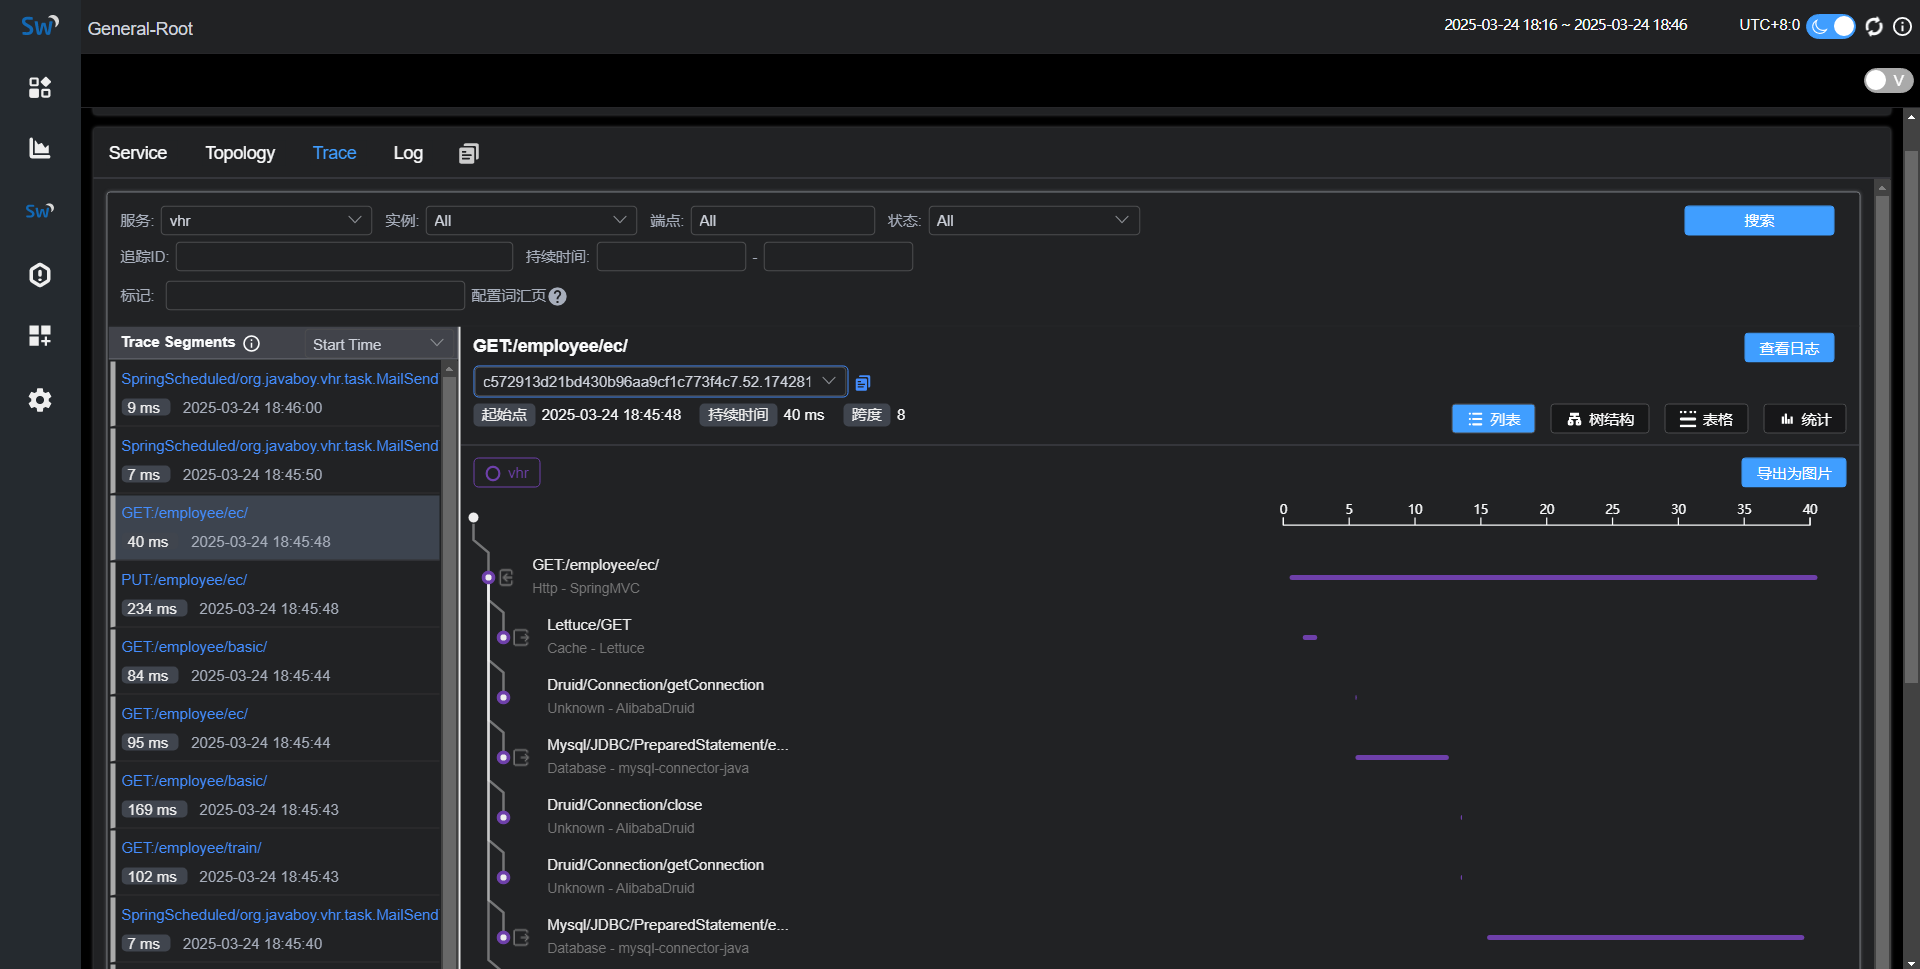 Sw
General-Root
2025-03-24 18:16 ~ 2025-03-24 18:46
UTC+8:0
V
Sw
Service
Topology
Trace
Log
服务: vhr
实例: All
端点: All
状态: All
搜索
追踪ID:
持续时间: -
标记:
配置词汇页 ?
Trace Segments
Start Time
SpringScheduled/org.javaboy.vhr.task.MailSend
9 ms 2025-03-24 18:46:00
SpringScheduled/org.javaboy.vhr.task.MailSend
7 ms 2025-03-24 18:45:50
GET:/employee/ec/
40 ms 2025-03-24 18:45:48
PUT:/employee/ec/
234 ms 2025-03-24 18:45:48
GET:/employee/basic/
84 ms 2025-03-24 18:45:44
GET:/employee/ec/
95 ms 2025-03-24 18:45:44
GET:/employee/basic/
169 ms 2025-03-24 18:45:43
GET:/employee/train/
102 ms 2025-03-24 18:45:43
SpringScheduled/org.javaboy.vhr.task.MailSend
7 ms 2025-03-24 18:45:40
GET:/employee/ec/
查看日志
c572913d21bd430b96aa9cf1c773f4c7.52.174281
起始点 2025-03-24 18:45:48 持续时间 40 ms 跨度 8
列表
树结构
表格
统计
vhr
导出为图片
0 5 10 15 20 25 30 35 40
GET:/employee/ec/
Http - SpringMVC
Lettuce/GET
Cache - Lettuce
Druid/Connection/getConnection
Unknown - AlibabaDruid
Mysql/JDBC/PreparedStatement/e...
Database - mysql-connector-java
Druid/Connection/close
Unknown - AlibabaDruid
Druid/Connection/getConnection
Unknown - AlibabaDruid
Mysql/JDBC/PreparedStatement/e...
Database - mysql-connector-java